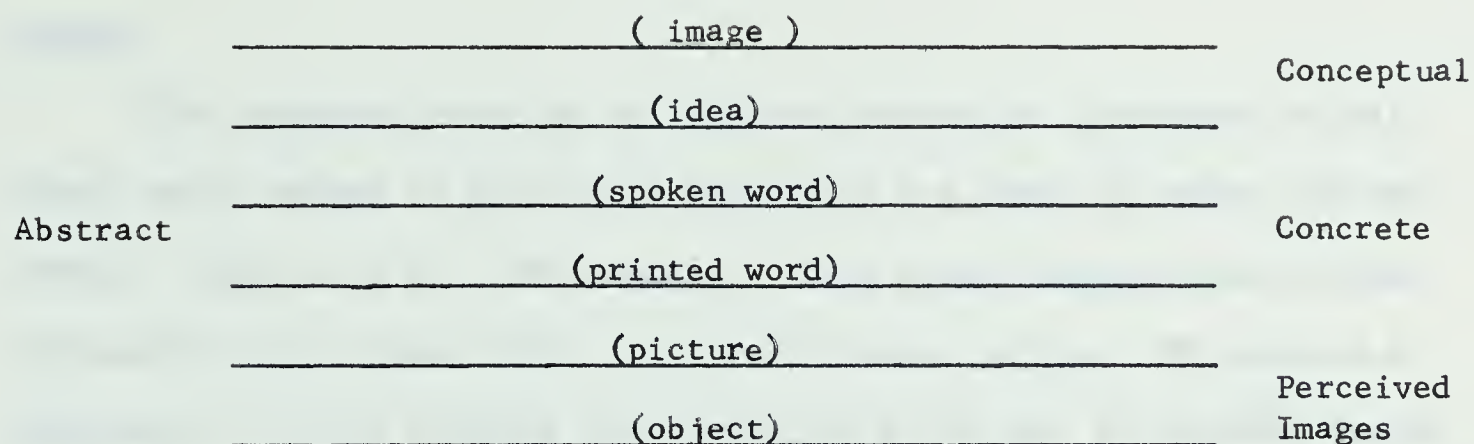 ( image )
Conceptual
(idea)
(spoken word)
Abstract Concrete
(printed word)
(picture)
Perceived
(object) Images